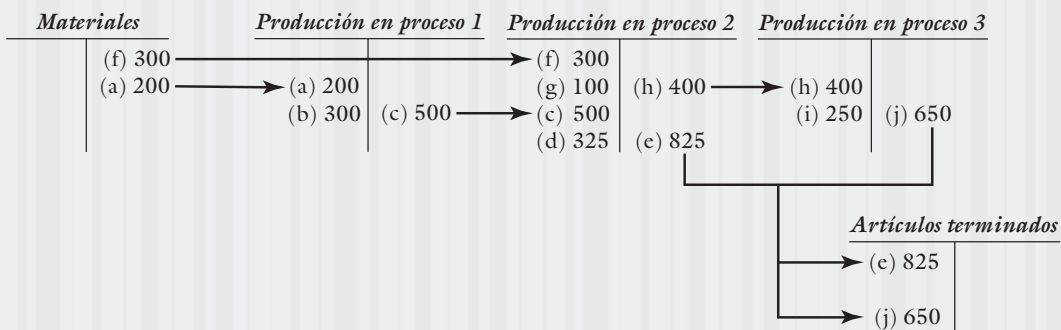 Materiales Producción en proceso 1 Producción en proceso 2 Producción en proceso 3
(f) 300 (f) 300
(a) 200 (a) 200 (g) 100 (h) 400 (h) 400
(b) 300 (c) 500 (c) 500 (i) 250 (j) 650
(d) 325 (e) 825
Artículos terminados
(e) 825
(j) 650